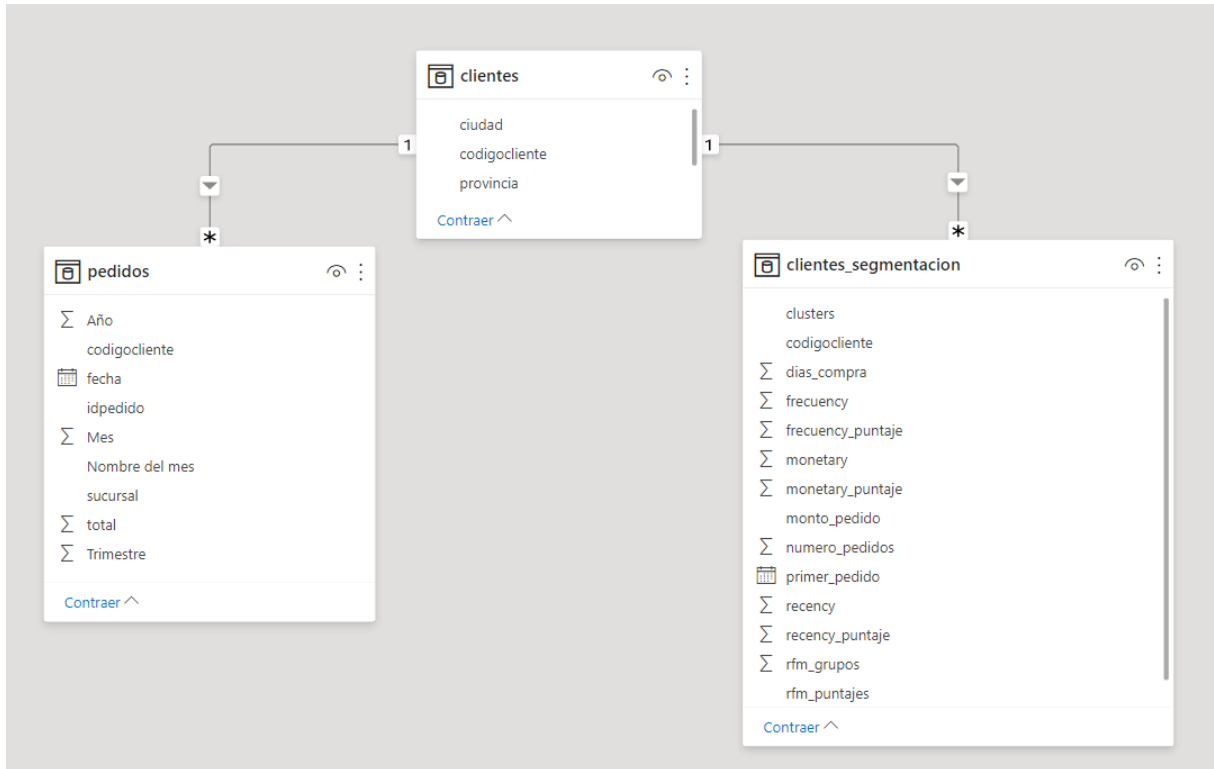 clientes
ciudad
codigocliente
provincia
Contraer
1
1
*
*
pedidos
Año
codigocliente
fecha
idpedido
Mes
Nombre del mes
sucursal
total
Trimestre
Contraer
clientes_segmentacion
clusters
codigocliente
dias_compra
frecuency
frecuency_puntaje
monetary
monetary_puntaje
monto_pedido
numero_pedidos
primer_pedido
recency
recency_puntaje
rfm_grupos
rfm_puntajes
Contraer